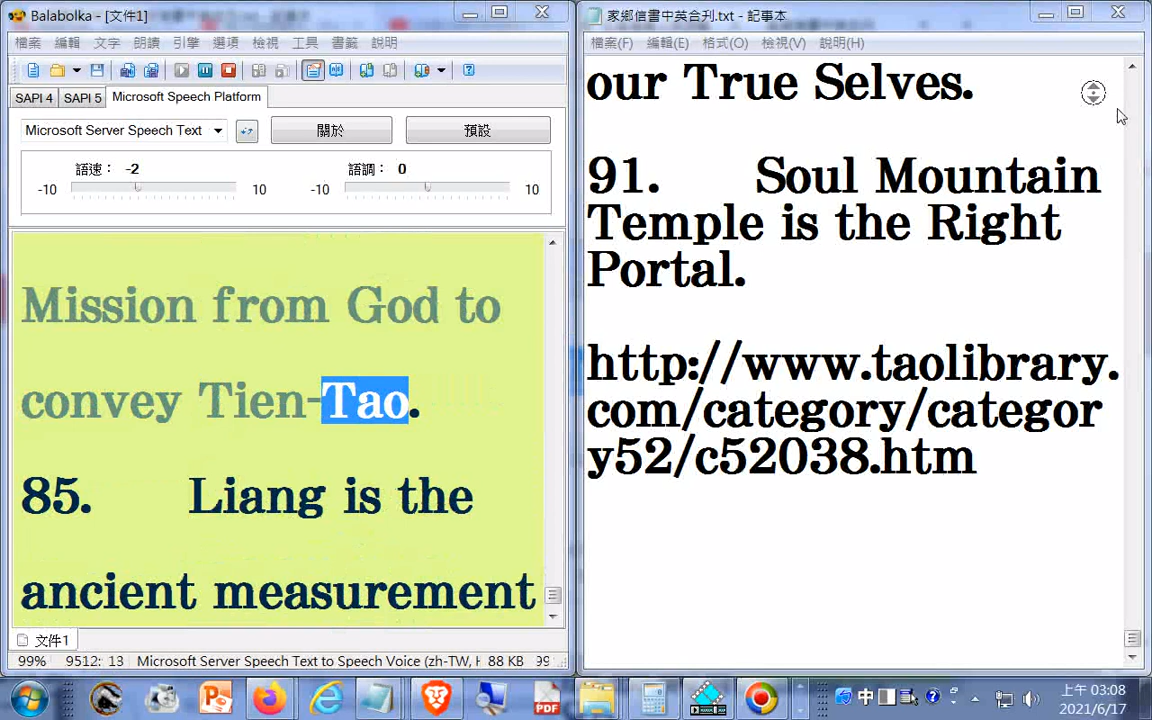 Balabolka - [文件1]
檔案 編輯 文字 朗讀 引擎 選項 檢視 工具 書籤 說明
SAPI 4 SAPI 5 Microsoft Speech Platform
Microsoft Server Speech Text 關於 預設
語速： -2 語調： 0
-10 10 -10 10
Mission from God to
convey Tien-Tao.
85. Liang is the
ancient measurement
文件1
99% 9512: 13 Microsoft Server Speech Text to Speech Voice (zh-TW, H 88 KB 99
家鄉信書中英合刋.txt - 記事本
檔案(F) 編輯(E) 格式(O) 檢視(V) 說明(H)
our True Selves.
91. Soul Mountain
Temple is the Right
Portal.
http://www.taolibrary.
com/category/categor
y52/c52038.htm
中
上午 03:08
2021/6/17